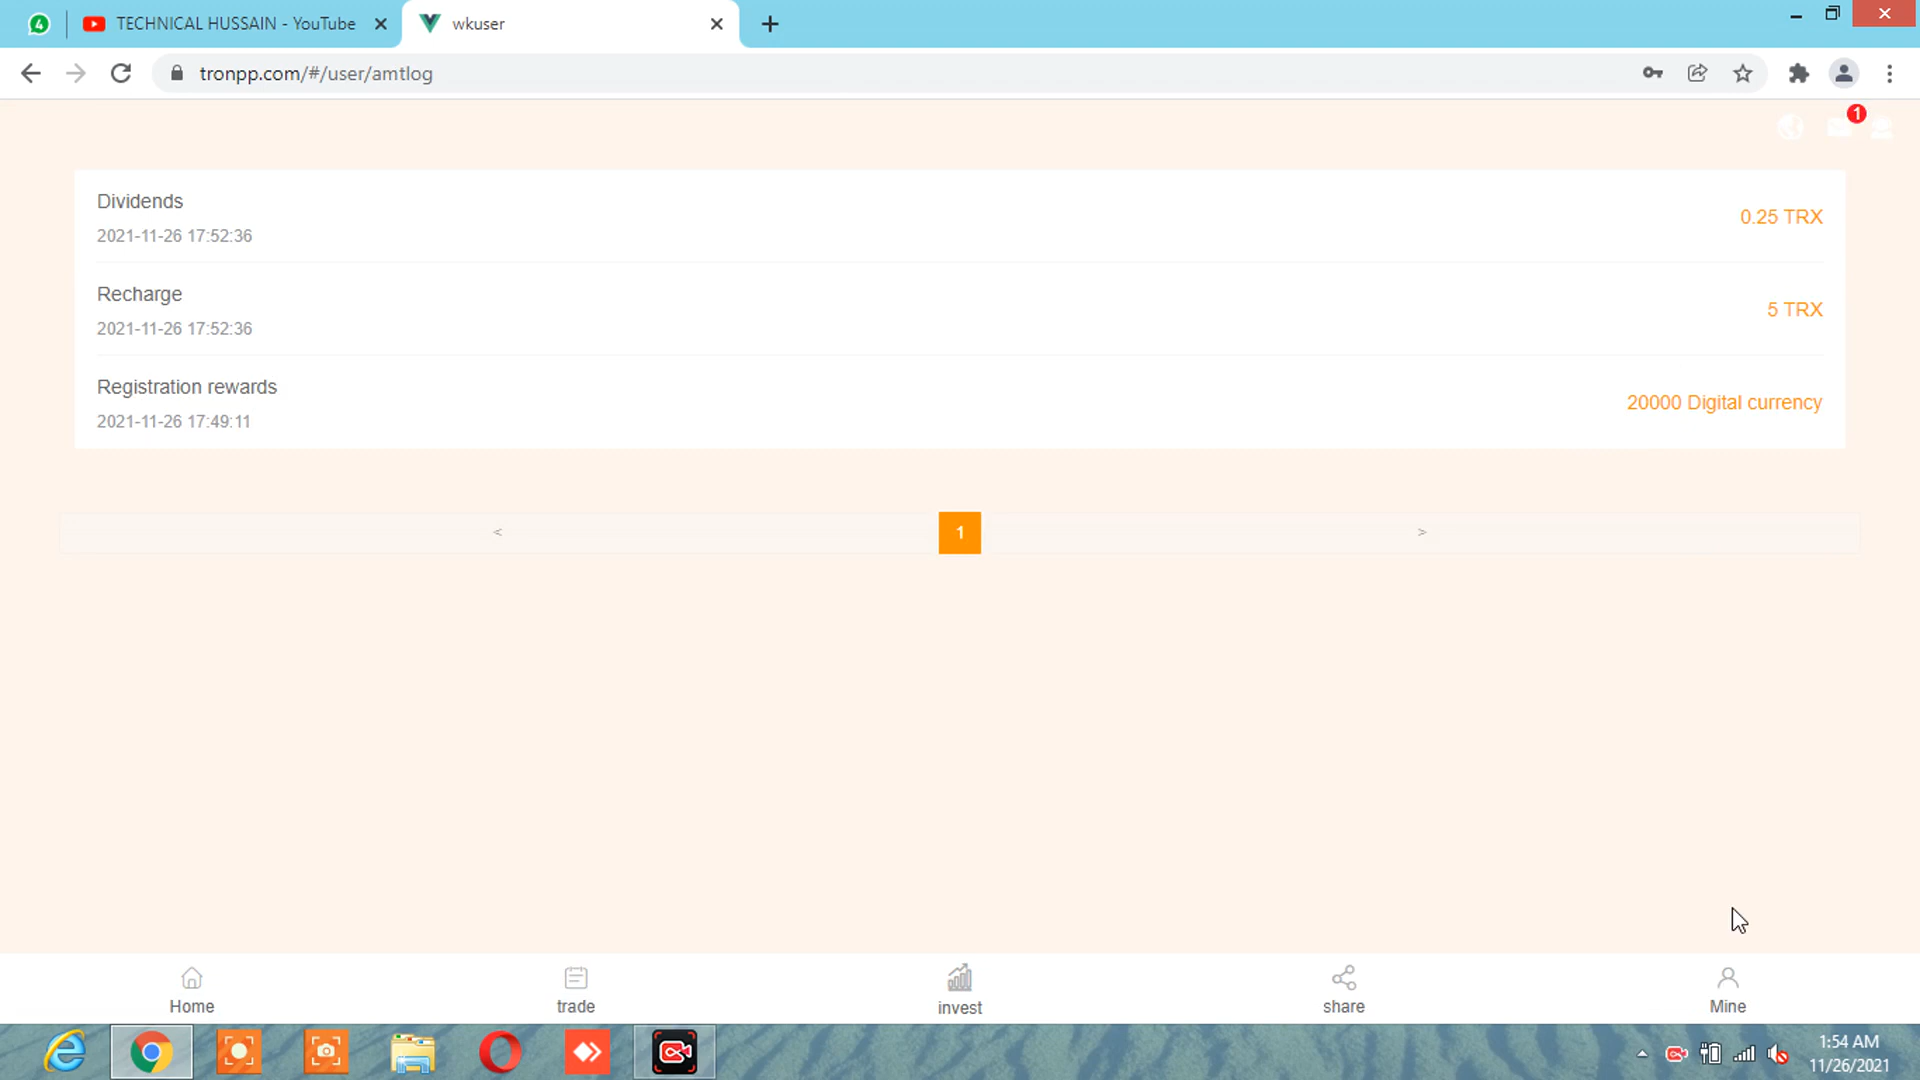 4
TECHNICAL HUSSAIN - YouTube
wkuser
tronpp.com/#/user/amtlog
1
Dividends
2021-11-26 17:52:36
0.25 TRX
Recharge
2021-11-26 17:52:36
5 TRX
Registration rewards
2021-11-26 17:49:11
20000 Digital currency
< 1 >
Home
trade
invest
share
Mine
1:54 AM
11/26/2021